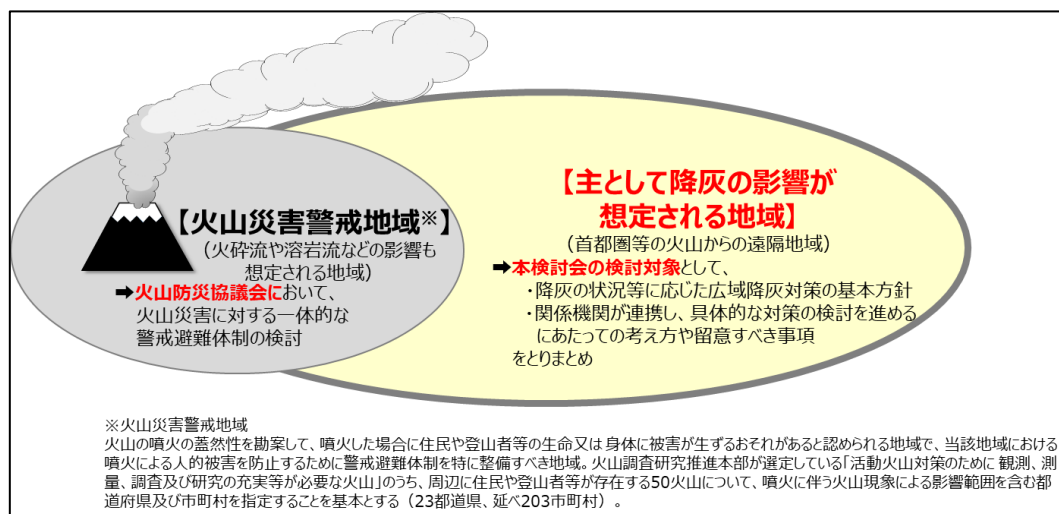 【火山災害警戒地域※】
（火砕流や溶岩流などの影響も
想定される地域）
➡火山防災協議会において、
火山災害に対する一体的な
警戒避難体制の検討
【主として降灰の影響が
想定される地域】
（首都圏等の火山からの遠隔地域）
➡本検討会の検討対象として、
・降灰の状況等に応じた広域降灰対策の基本方針
・関係機関が連携し、具体的な対策の検討を進める
にあたっての考え方や留意すべき事項
をとりまとめ
※火山災害警戒地域
火山の噴火の蓋然性を勘案して、噴火した場合に住民や登山者等の生命又は身体に被害が生ずるおそれがあると認められる地域で、当該地域における
噴火による人的被害を防止するために警戒避難体制を特に整備すべき地域。火山調査研究推進本部が選定している「活動火山対策のために観測、測
量、調査及び研究の充実等が必要な火山」のうち、周辺に住民や登山者等が存在する50火山について、噴火に伴う火山現象による影響範囲を含む都
道府県及び市町村を指定することを基本とする（23都道県、延べ203市町村）。